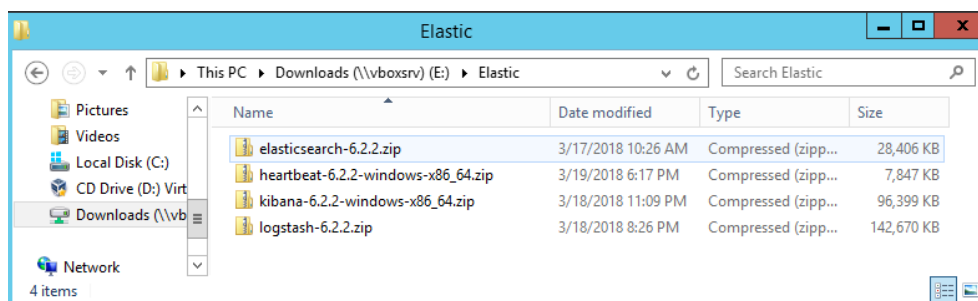 Elastic
This PC Downloads (\\vboxsrv) (E:) Elastic Search Elastic
Pictures
Videos
Local Disk (C:)
CD Drive (D:) Virt
Downloads (\\vb
Network
Name Date modified Type Size
elasticsearch-6.2.2.zip 3/17/2018 10:26 AM Compressed (zipp... 28,406 KB
heartbeat-6.2.2-windows-x86_64.zip 3/19/2018 6:17 PM Compressed (zipp... 7,847 KB
kibana-6.2.2-windows-x86_64.zip 3/18/2018 11:09 PM Compressed (zipp... 96,399 KB
logstash-6.2.2.zip 3/18/2018 8:26 PM Compressed (zipp... 142,670 KB
4 items